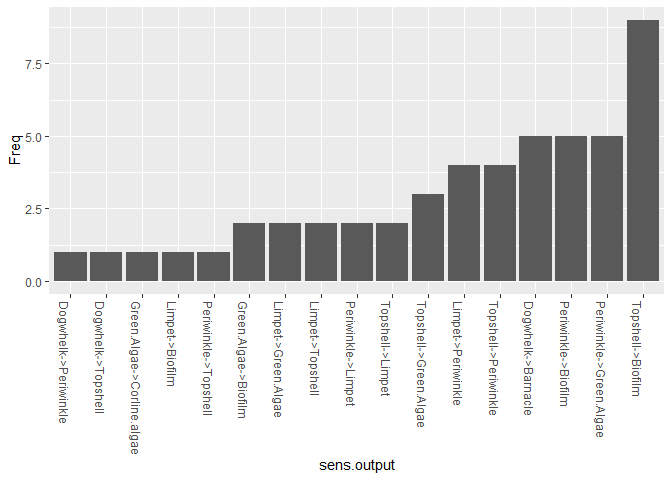 Freq
7.5
5.0
2.5
0.0
Dogwhelk->Periwinkle
Dogwhelk->Topshell
Green.Algae->Corline.algae
Limpet->Biofilm
Periwinkle->Topshell
Green.Algae->Biofilm
Limpet->Green.Algae
Limpet->Topshell
Periwinkle->Limpet
Topshell->Limpet
Topshell->Green.Algae
Limpet->Periwinkle
Topshell->Periwinkle
Dogwhelk->Barnacle
Periwinkle->Biofilm
Periwinkle->Green.Algae
Topshell->Biofilm
sens.output